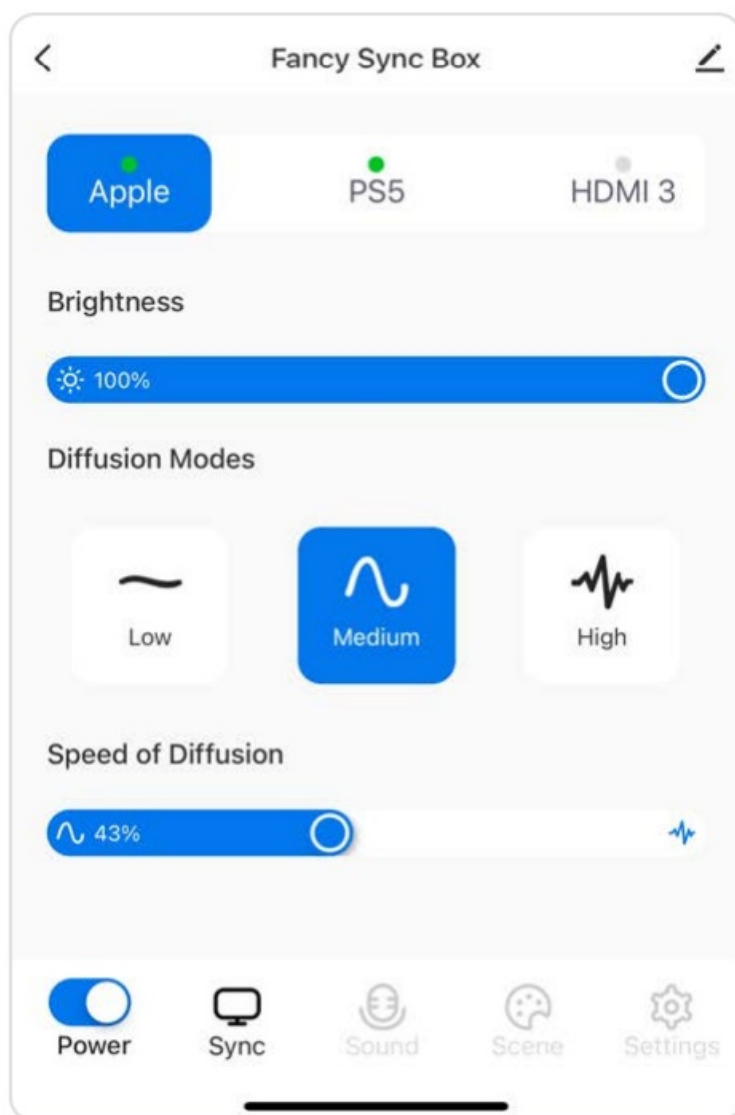 Fancy Sync Box
Apple PS5 HDMI 3
Brightness
100%
Diffusion Modes
Low Medium High
Speed of Diffusion
43%
Power Sync Sound Scene Settings